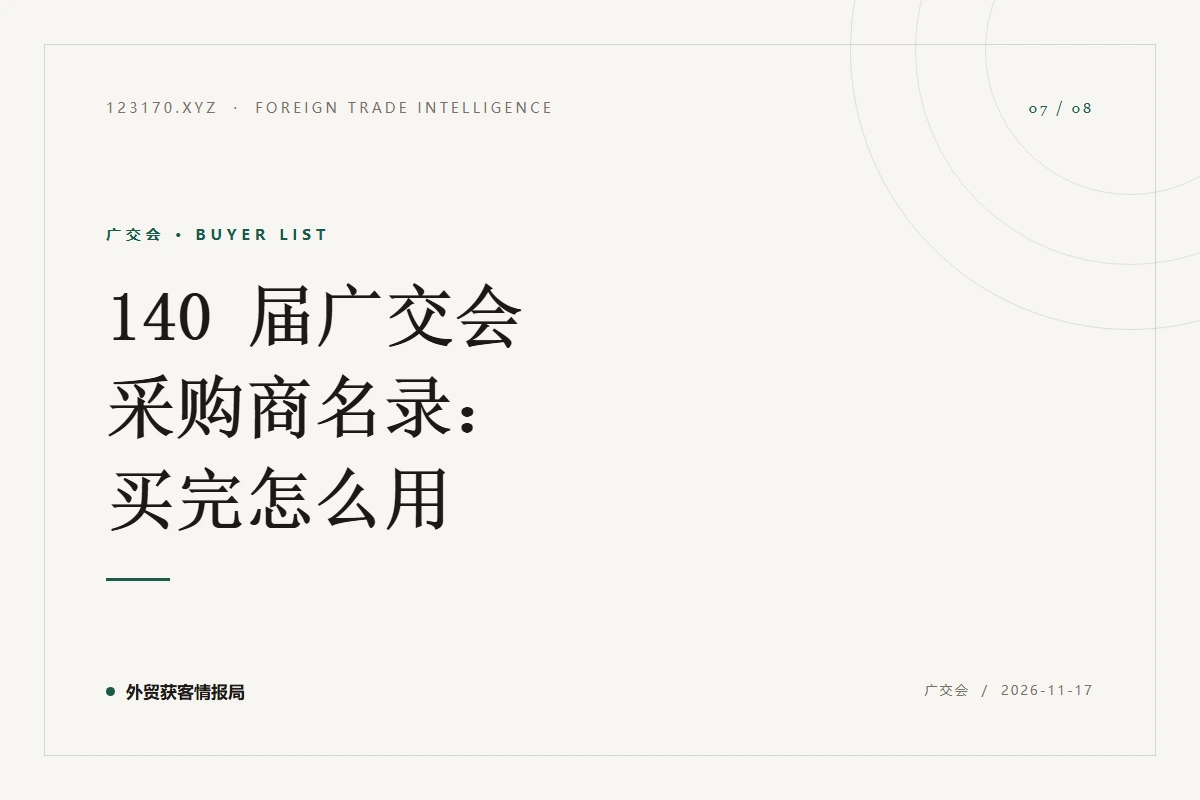 123170.XYZ · FOREIGN TRADE INTELLIGENCE
07 / 08
广交会 • BUYER LIST
140 届广交会
采购商名录：
买完怎么用
外贸获客情报局
广交会 / 2026-11-17